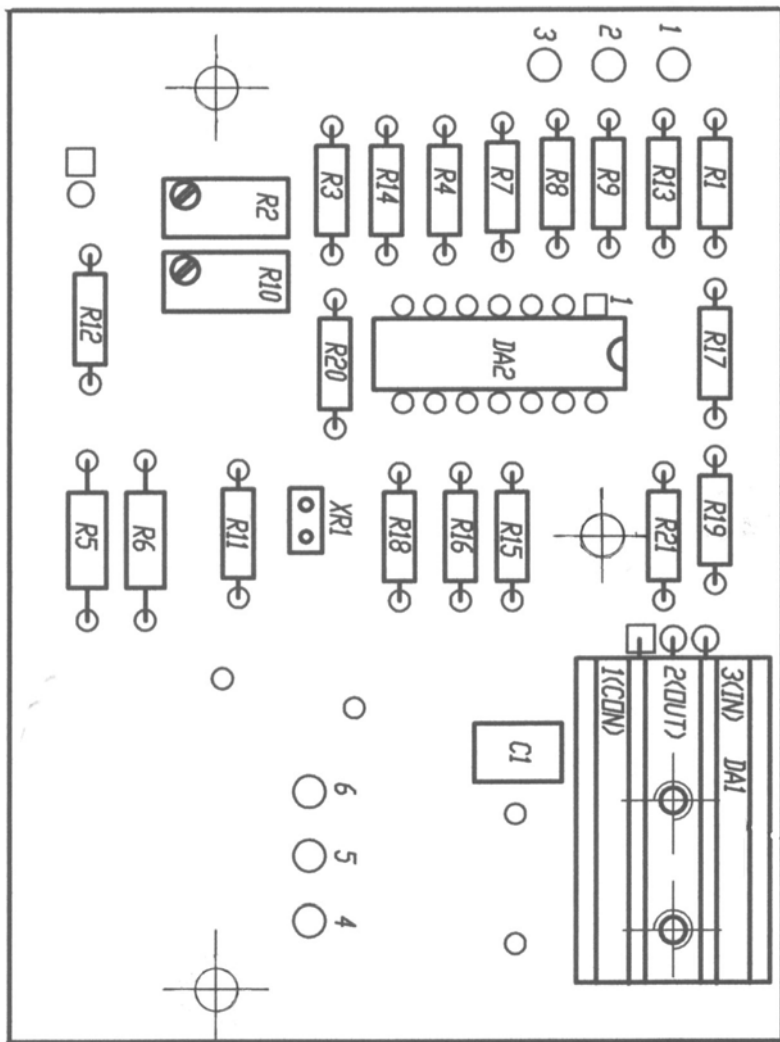 3
2
1
R3
R14
R4
R7
R8
R9
R13
R1
R2
R10
R12
R20
DA2
1
R17
R5
R6
R11
XR1
R18
R16
R15
R21
R19
1(CON)
2(OUT)
3(IN)
DA1
C1
6
5
4